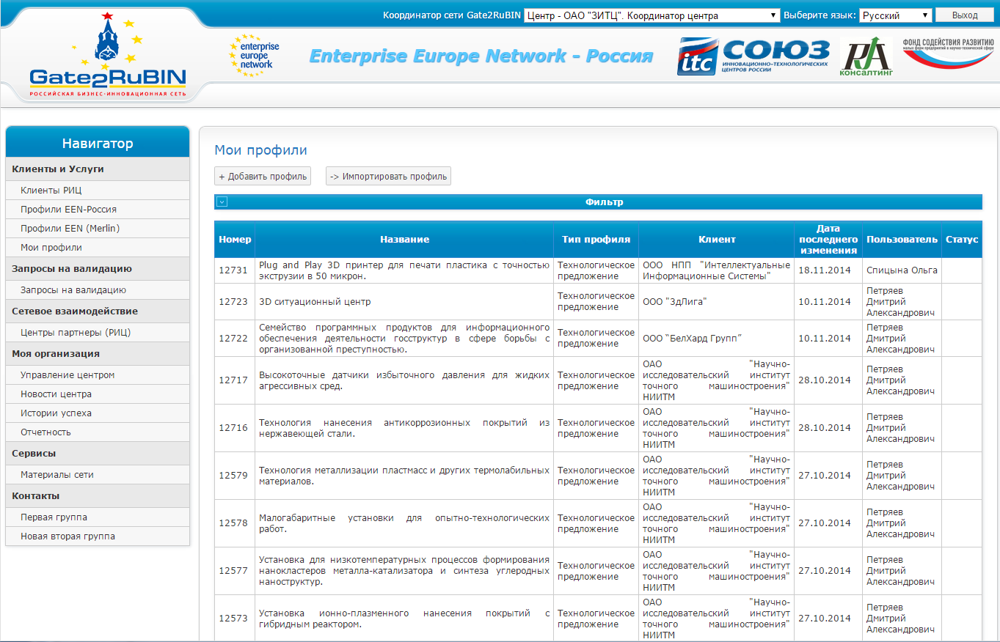 Координатор сети Gate2RuBIN Центр - ОАО "ЗИТЦ". Координатор центра Выберите язык: Русский Выход
Gate2RuBIN
РОССИЙСКАЯ БИЗНЕС-ИННОВАЦИОННАЯ СЕТЬ
enterprise
europe
network
Enterprise Europe Network - Россия
itc
СОЮЗ
ИННОВАЦИОННО-ТЕХНОЛОГИЧЕСКИХ
ЦЕНТРОВ РОССИИ
КОНСАЛТИНГ
ФОНД СОДЕЙСТВИЯ РАЗВИТИЮ
малых форм предприятий в научно-технической сфере
Навигатор
Клиенты и Услуги
Клиенты РИЦ
Профили EEN-Россия
Профили EEN (Merlin)
Мои профили
Запросы на валидацию
Запросы на валидацию
Сетевое взаимодействие
Центры партнеры (РИЦ)
Моя организация
Управление центром
Новости центра
Истории успеха
Отчетность
Сервисы
Материалы сети
Контакты
Первая группа
Новая вторая группа
Мои профили
+ Добавить профиль -> Импортировать профиль
Фильтр
Номер Название Тип профиля Клиент Дата последнего изменения Пользователь Статус
12731 Plug and Play 3D принтер для печати пластика с точностью экструзии в 50 микрон. Технологическое предложение ООО НПП "Интеллектуальные Информационные Системы" 18.11.2014 Спицына Ольга
12723 3D ситуационный центр Технологическое предложение ООО "ЗдЛига" 10.11.2014 Петряев Дмитрий Александрович
12722 Семейство программных продуктов для информационного обеспечения деятельности госструктур в сфере борьбы с организованной преступностью. Технологическое предложение ООО “БелХард Групп” 10.11.2014 Петряев Дмитрий Александрович
12717 Высокоточные датчики избыточного давления для жидких агрессивных сред. Технологическое предложение ОАО "Научно-исследовательский институт точного машиностроения" НИИТМ 28.10.2014 Петряев Дмитрий Александрович
12716 Технология нанесения антикоррозионных покрытий из нержавеющей стали. Технологическое предложение ОАО "Научно-исследовательский институт точного машиностроения" НИИТМ 28.10.2014 Петряев Дмитрий Александрович
12579 Технология металлизации пластмасс и других термолабильных материалов. Технологическое предложение ОАО "Научно-исследовательский институт точного машиностроения" НИИТМ 27.10.2014 Петряев Дмитрий Александрович
12578 Малогабаритные установки для опытно-технологических работ. Технологическое предложение ОАО "Научно-исследовательский институт точного машиностроения" НИИТМ 27.10.2014 Петряев Дмитрий Александрович
12577 Установка для низкотемпературных процессов формирования нанокластеров металла-катализатора и синтеза углеродных наноструктур. Технологическое предложение ОАО "Научно-исследовательский институт точного машиностроения" НИИТМ 27.10.2014 Петряев Дмитрий Александрович
12573 Установка ионно-плазменного нанесения покрытий с гибридным реактором. Технологическое предложение ОАО "Научно-исследовательский институт точного машиностроения" НИИТМ 27.10.2014 Петряев Дмитрий Александрович